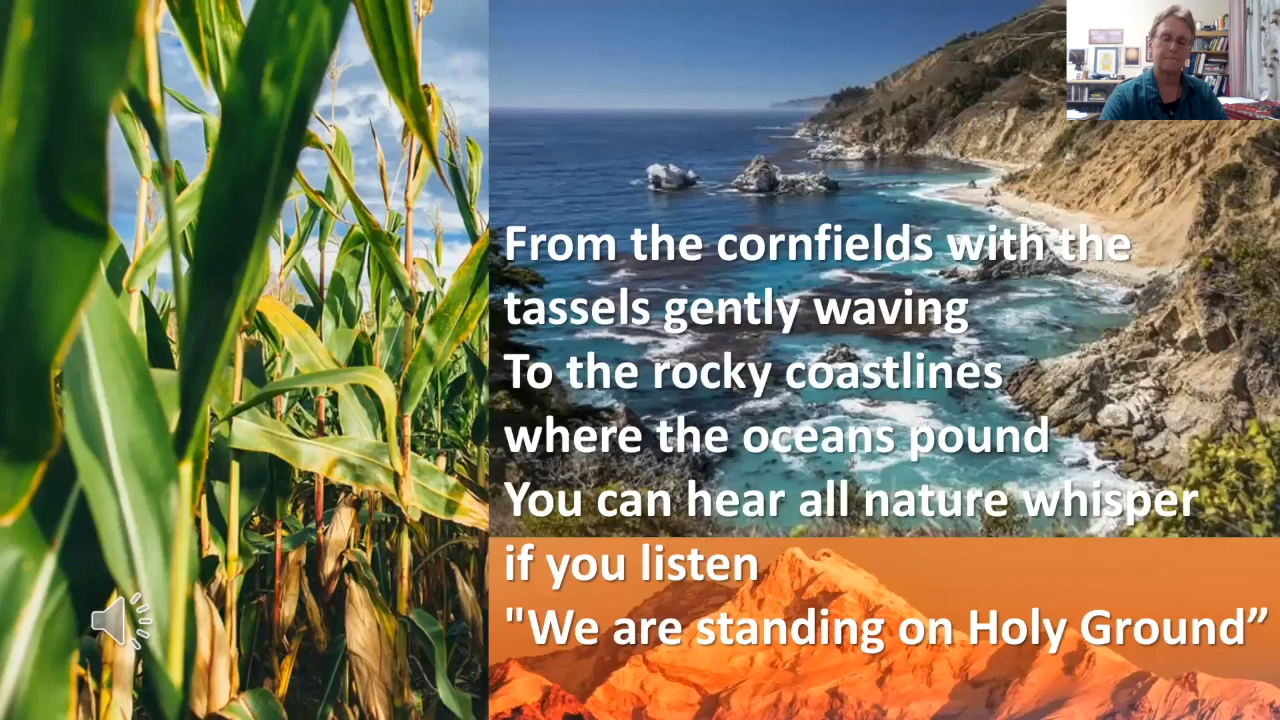 From the cornfields with the
tassels gently waving
To the rocky coastlines
where the oceans pound
You can hear all nature whisper
if you listen
"We are standing on Holy Ground”